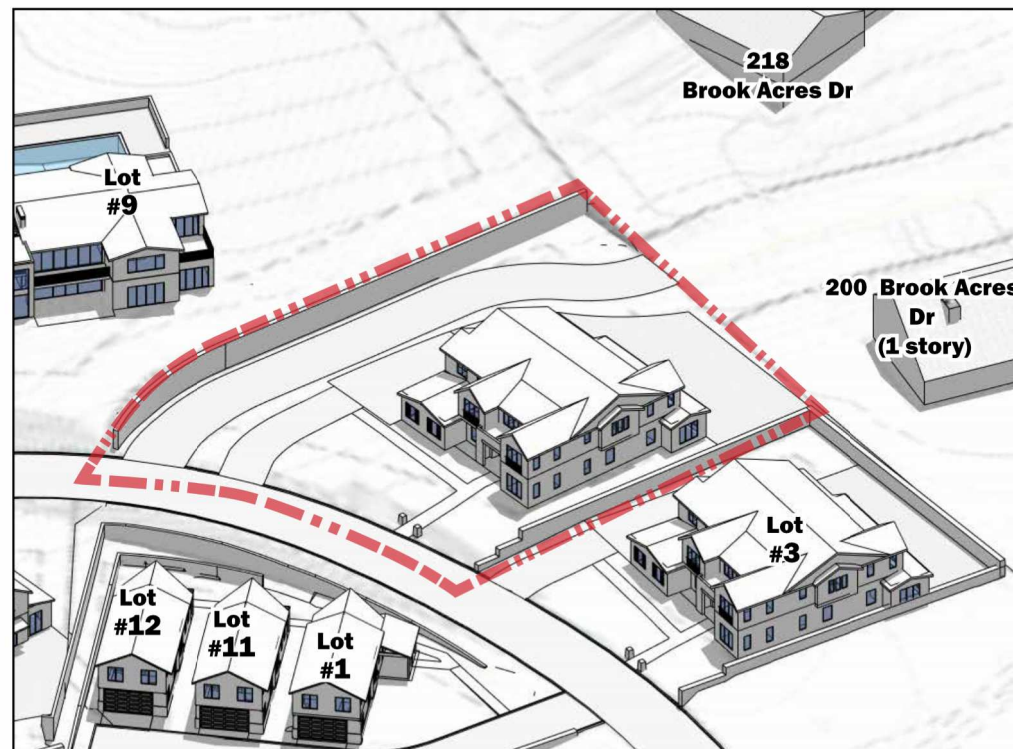 218
Brook Acres Dr
Lot
#9
200 Brook Acres
Dr
(1 story)
Lot
#3
Lot
#12
Lot
#11
Lot
#1